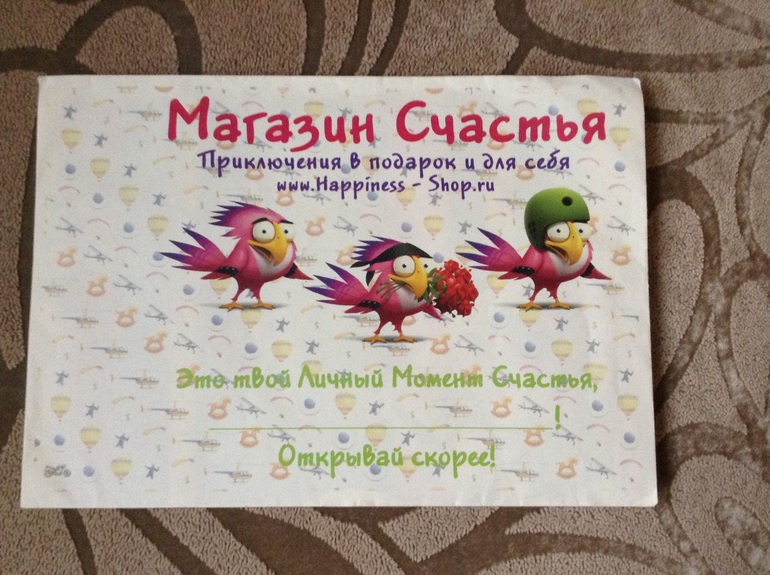 Магазин Счастья
Приключения в подарок и для себя
www.Happiness - Shop.ru
Это твой Личный Момент Счастья,
!
Открывай скорее!